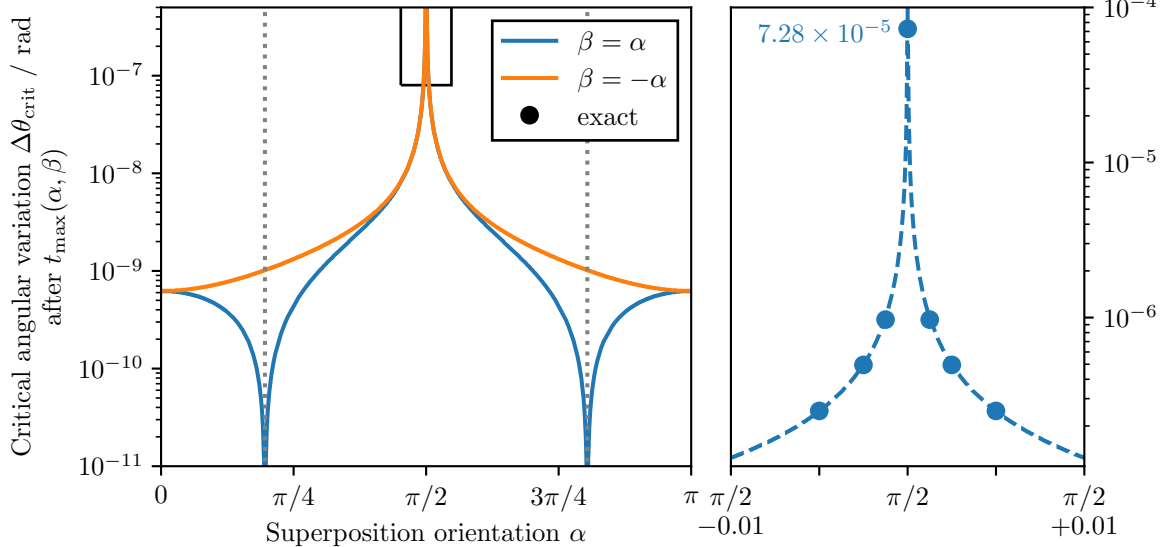 Critical angular variation Δθ_crit / rad
after t_max(α, β)
10^−7
10^−8
10^−9
10^−10
10^−11
0
π/4
π/2
3π/4
π
Superposition orientation α
β = α
β = −α
exact
7.28 × 10^−5
10^−4
10^−5
10^−6
π/2
−0.01
π/2
π/2
+0.01